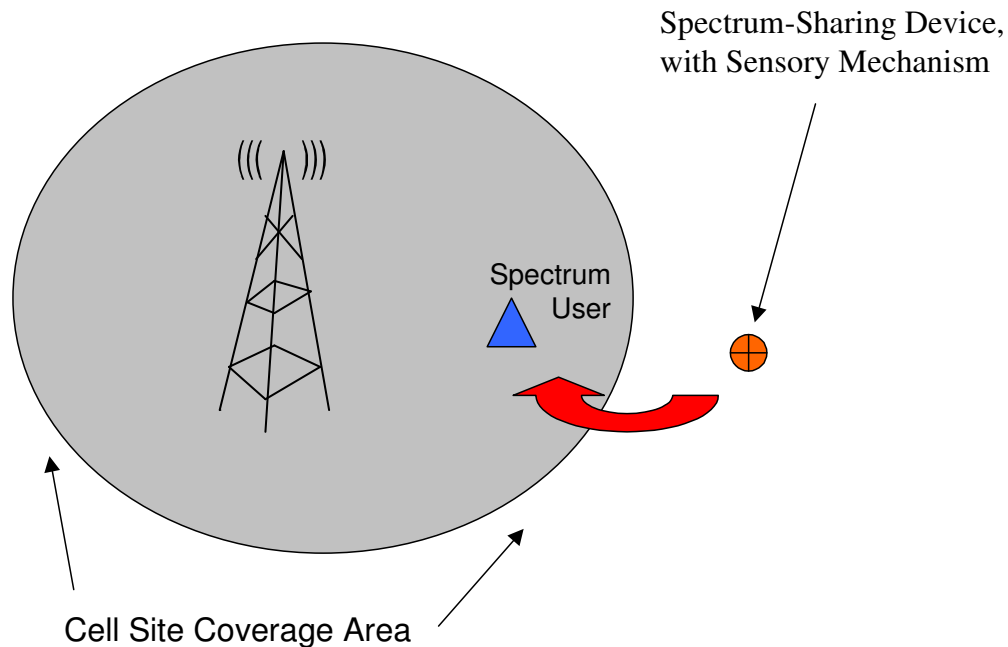 Spectrum-Sharing Device,
with Sensory Mechanism
Spectrum
User
Cell Site Coverage Area